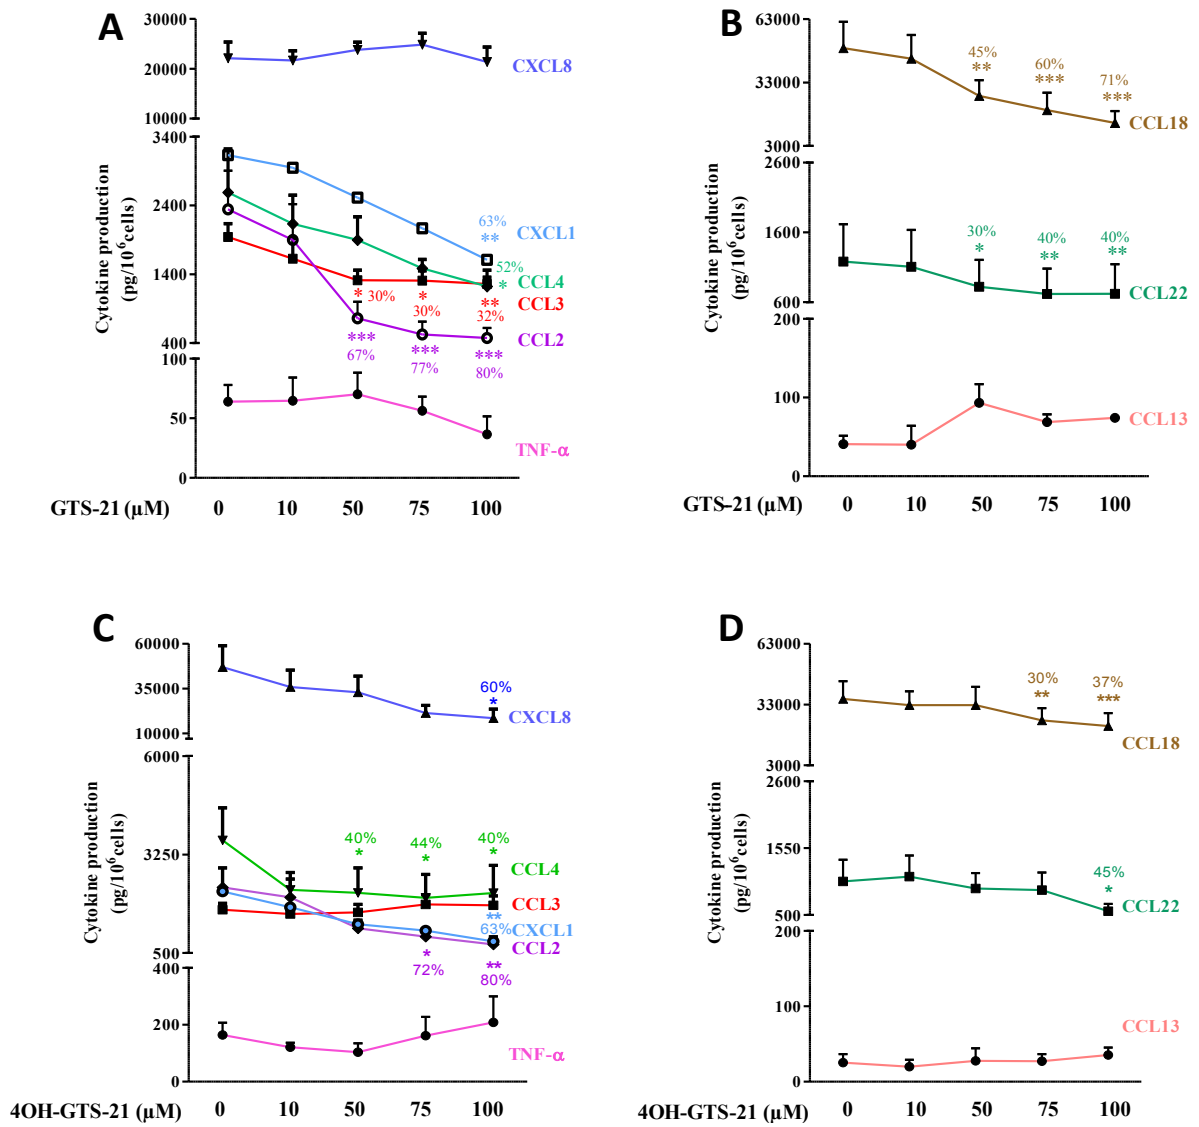 A
30000
20000
10000
3400
2400
1400
400
100
50
0
Cytokine production
(pg/10⁶cells)
CXCL8
63%
**
CXCL1
52%
*
CCL4
* 30%
*
30%
**
32%
CCL3
***
67%
***
77%
***
80%
CCL2
TNF-α
GTS-21 (µM) 0 10 50 75 100
B
63000
33000
3000
2600
1600
600
200
100
0
Cytokine production
(pg/10⁶cells)
45%
**
60%
***
71%
***
CCL18
30%
*
40%
**
40%
**
CCL22
CCL13
GTS-21 (µM) 0 10 50 75 100
C
60000
35000
10000
6000
3250
500
400
200
0
Cytokine production
(pg/10⁶cells)
60%
*
CXCL8
40%
*
44%
*
40%
*
CCL4
CCL3
**
63%
CXCL1
CCL2
*
72%
**
80%
TNF-α
4OH-GTS-21 (µM) 0 10 50 75 100
D
63000
33000
3000
2600
1550
500
200
100
0
Cytokine production
(pg/10⁶cells)
30%
**
37%
***
CCL18
45%
*
CCL22
CCL13
4OH-GTS-21 (µM) 0 10 50 75 100